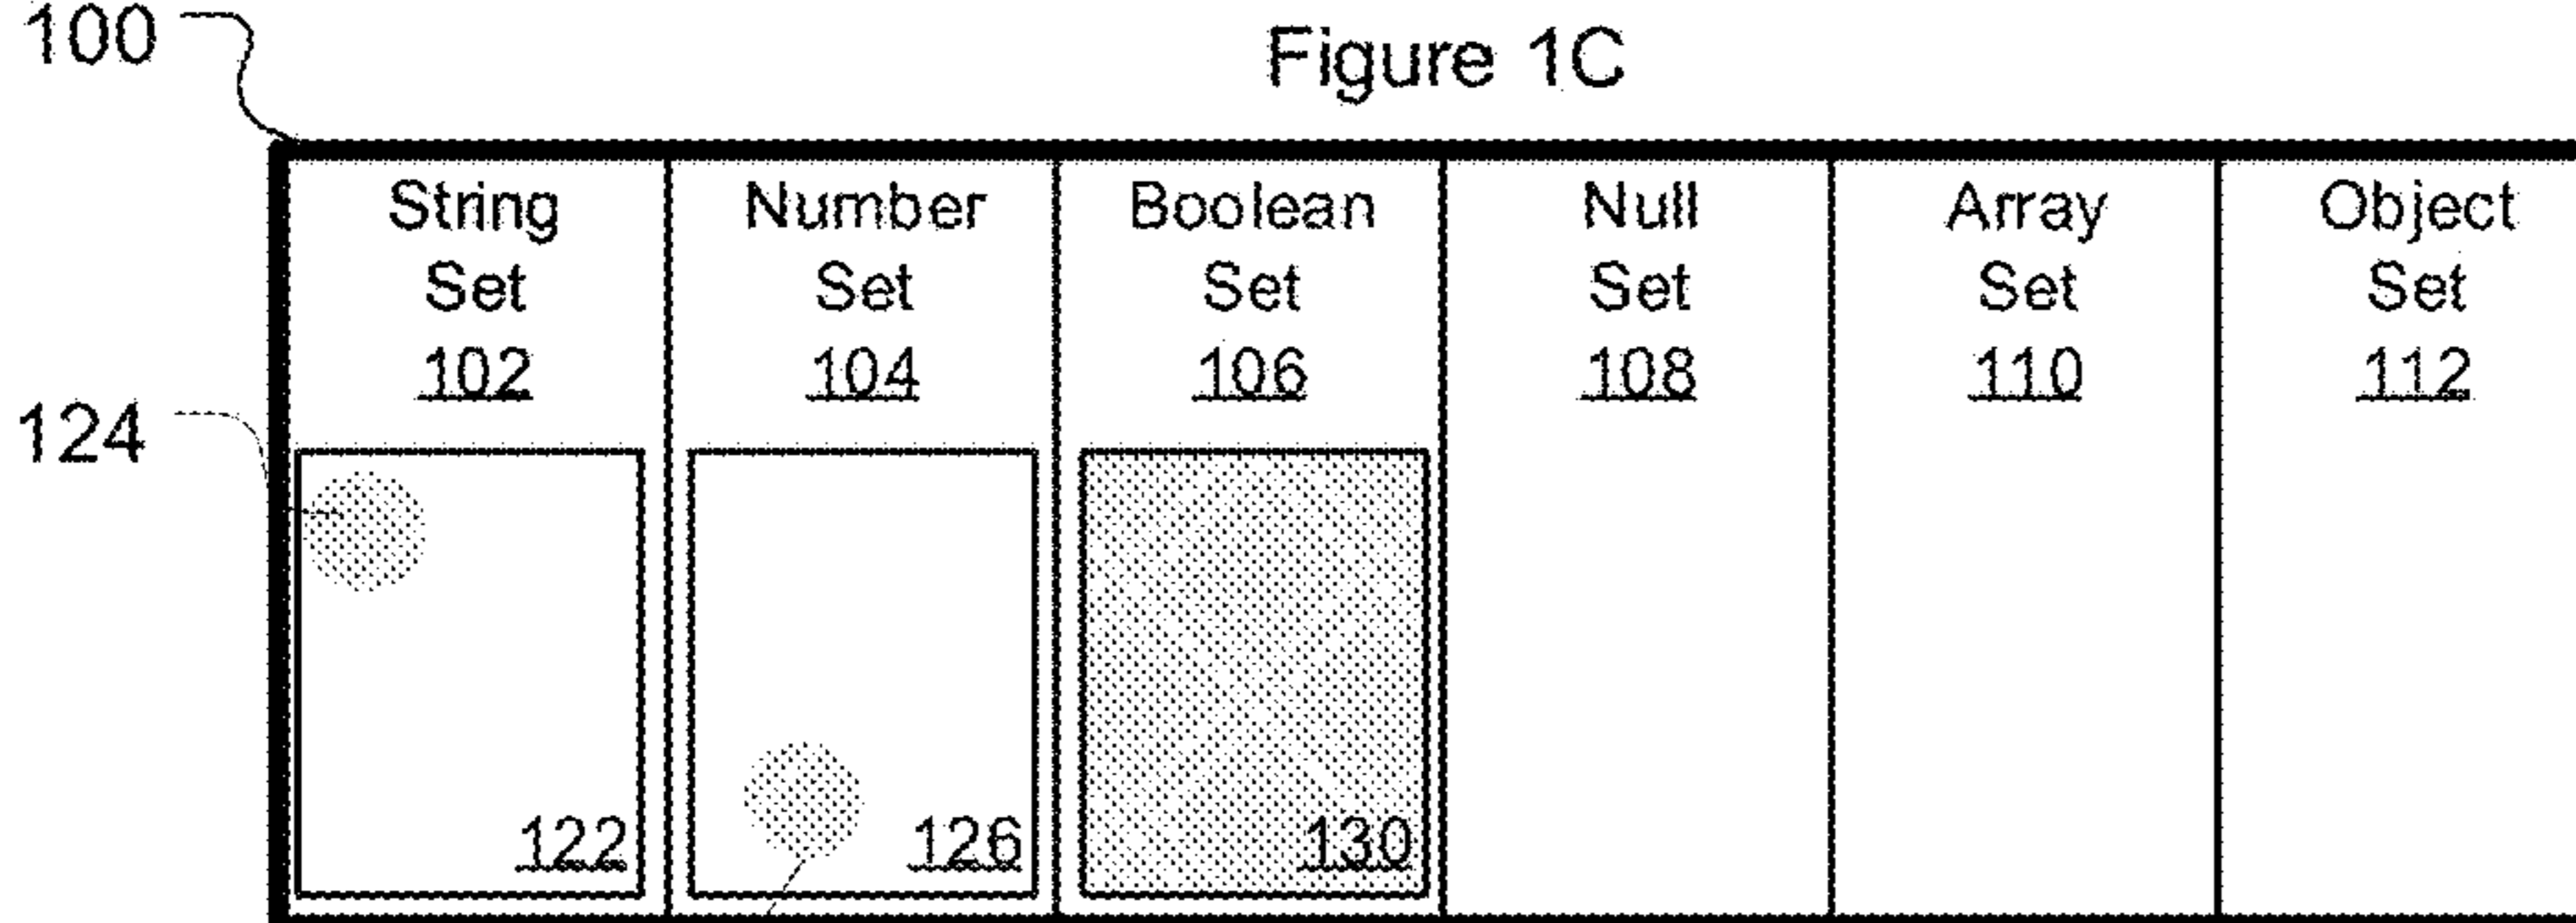 100
Figure 1C
String Set 102
Number Set 104
Boolean Set 106
Null Set 108
Array Set 110
Object Set 112
124
122
126
130